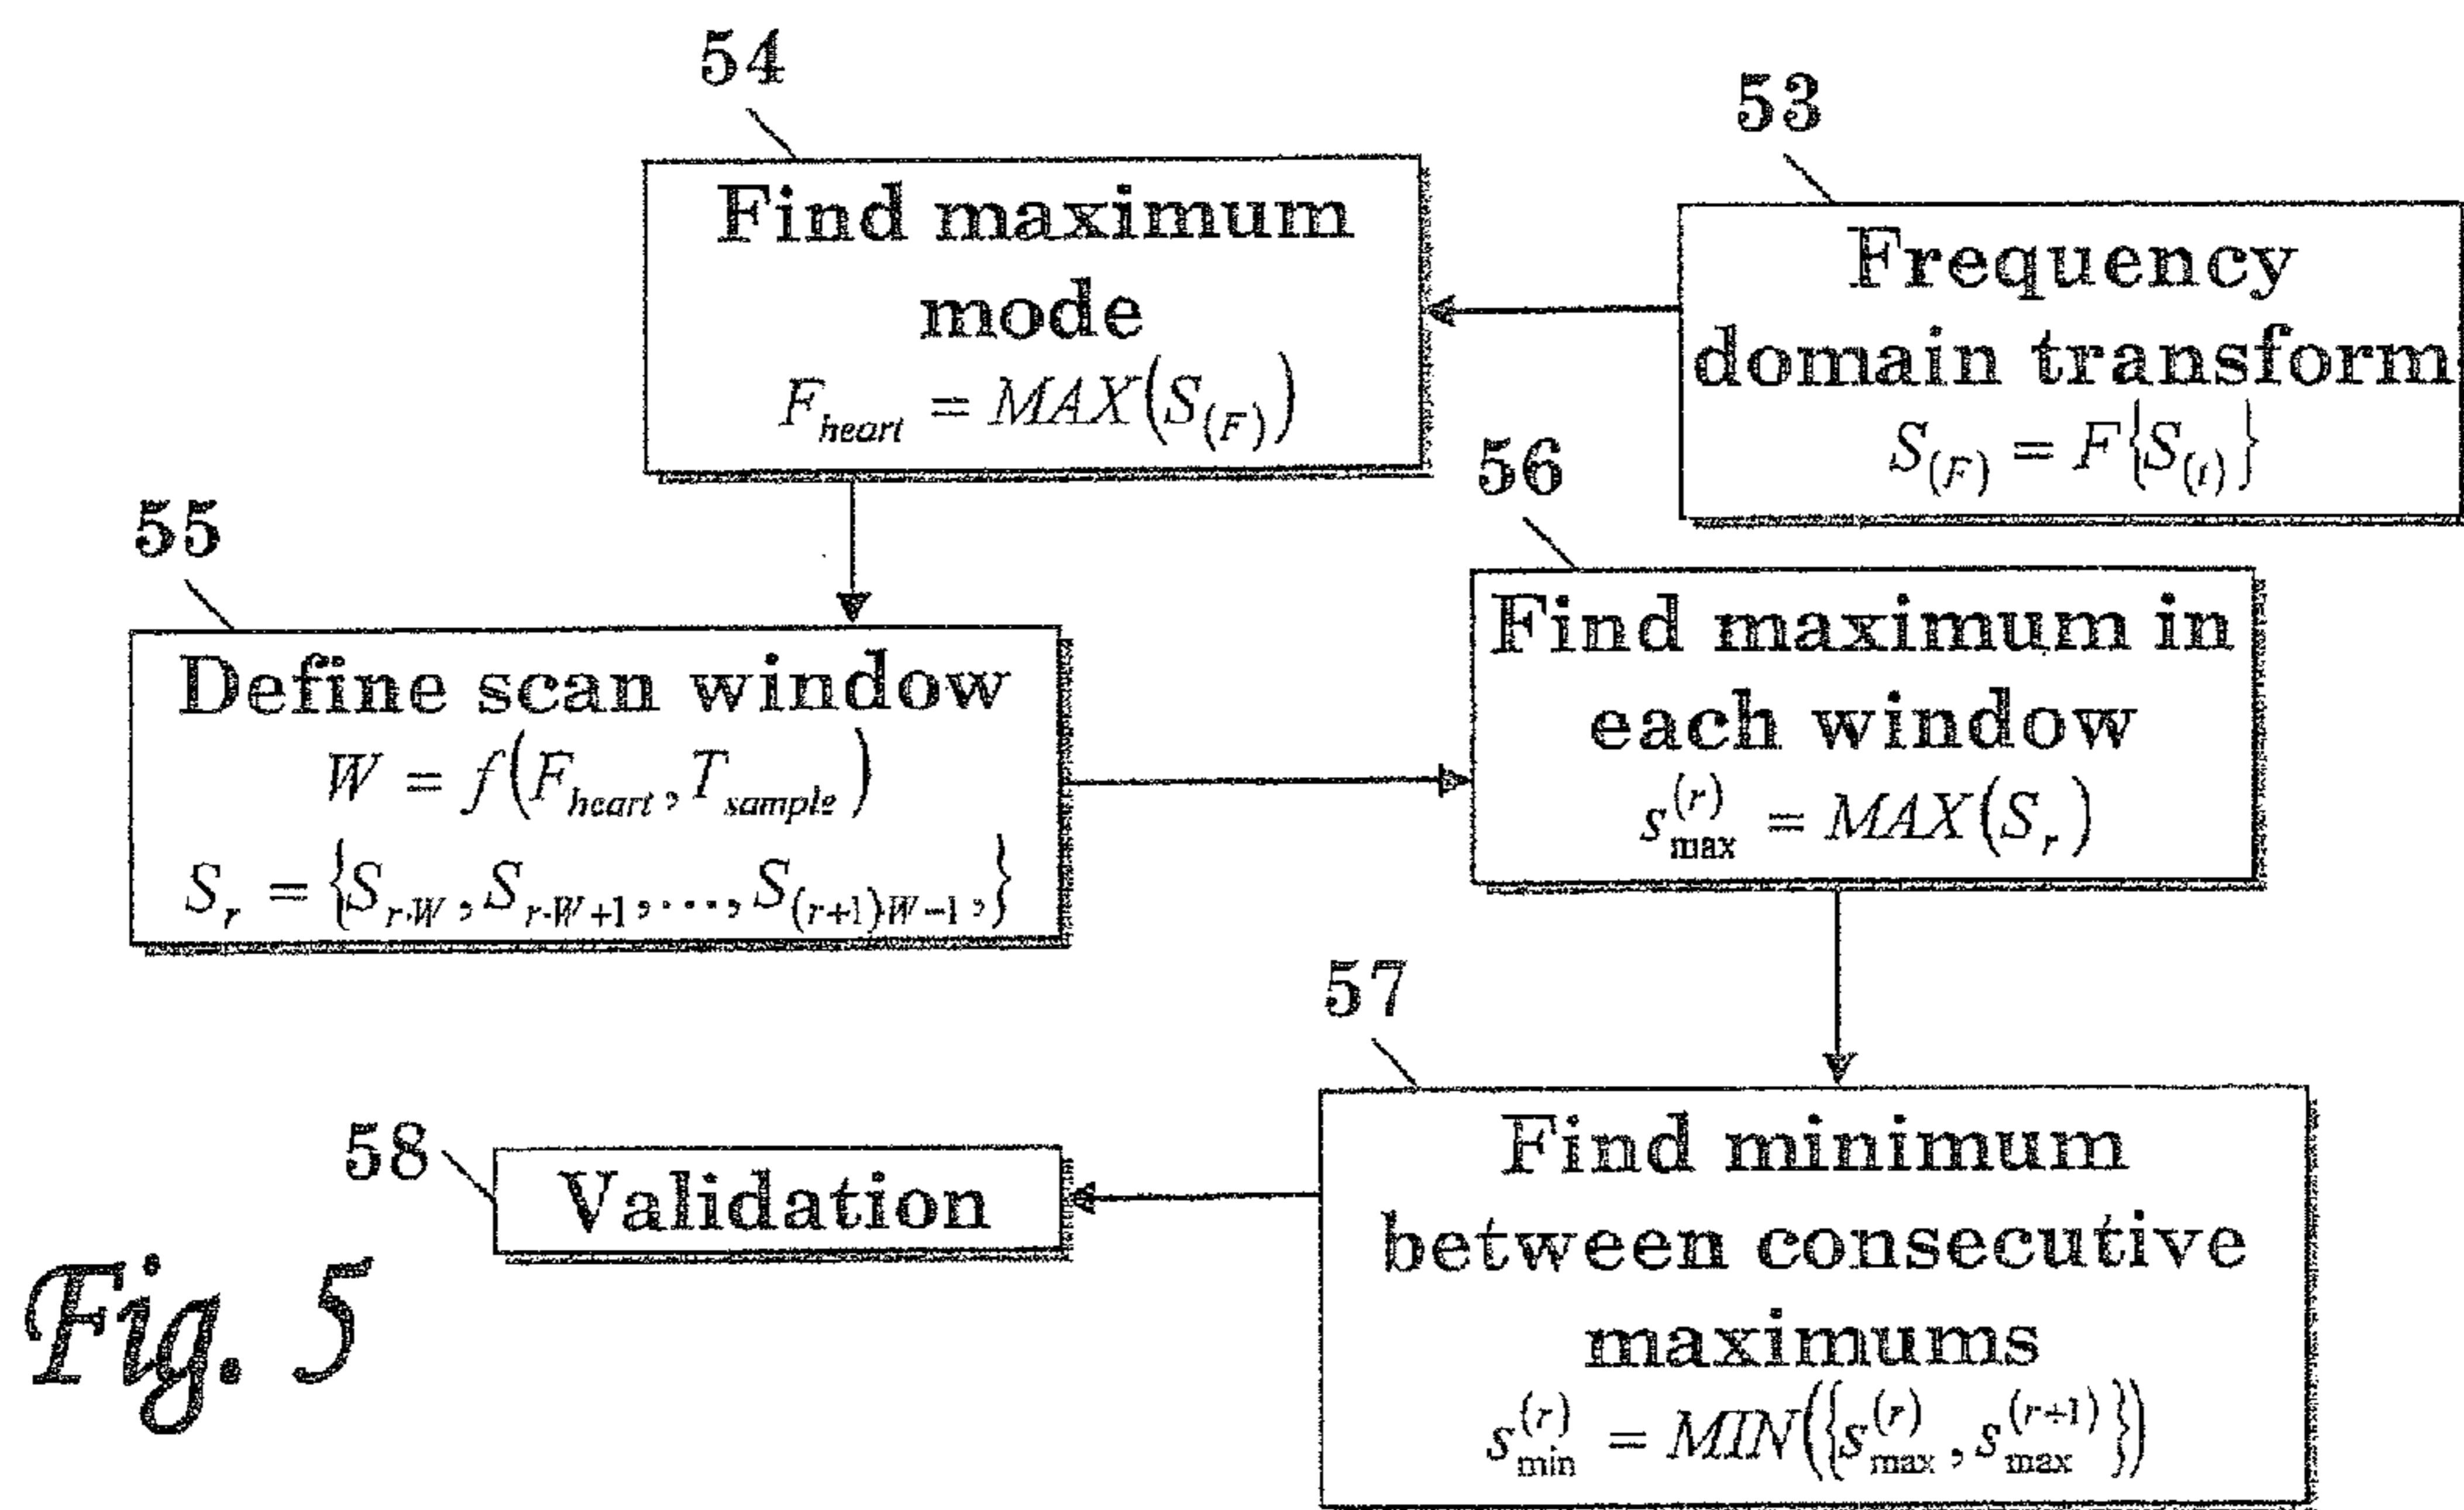 54
Find maximum
mode
F_heart = MAX(S_(F))
53
Frequency
domain transform
S_(F) = F{S_(t)}
55
Define scan window
W = f(F_heart, T_sample)
S_r = {S_r·W, S_r·W+1, ..., S_(r+1)·W−1, }
56
Find maximum in
each window
s_max^(r) = MAX(S_r)
57
Find minimum
between consecutive
maximums
s_min^(r) = MIN({s_max^(r), s_max^(r+1)})
58
Validation
Fig. 5